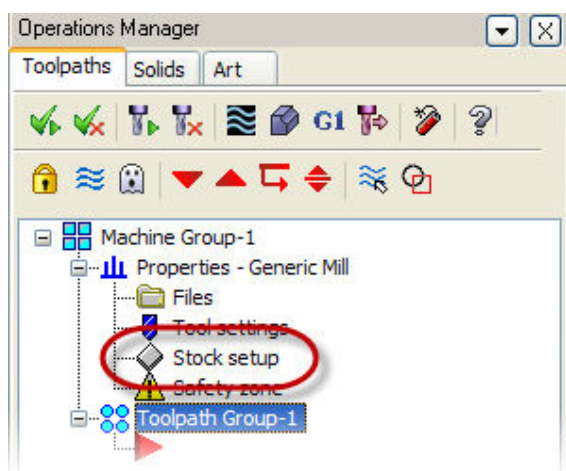 Operations Manager
Toolpaths Solids Art
G1
Machine Group-1
Properties - Generic Mill
Files
Tool settings
Stock setup
Safety zone
Toolpath Group-1